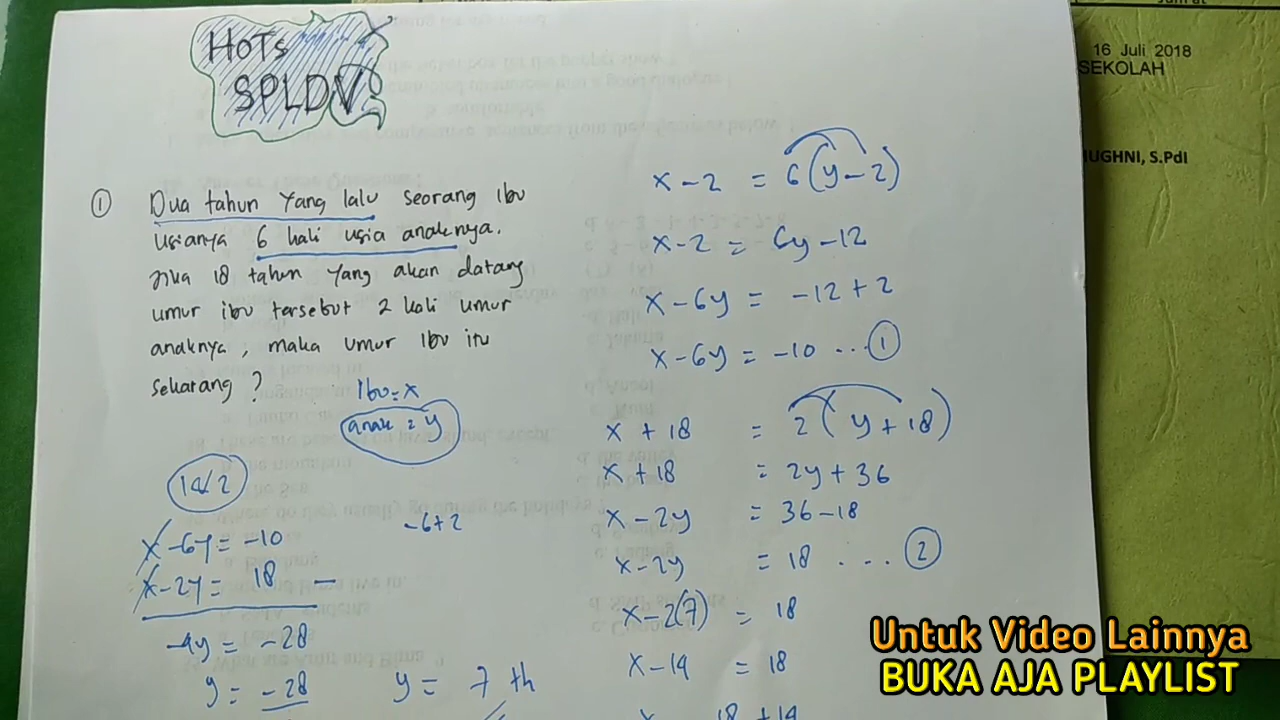 HOTS
SPLDV
① Dua tahun yang lalu seorang ibu
usianya 6 kali usia anaknya.
Jika 18 tahun yang akan datang
umur ibu tersebut 2 kali umur
anaknya, maka umur ibu itu
sekarang ?
Ibu = x
anak = y
1&2
x - 6y = -10
x - 2y = 18 -
-4y = -28
y = -28
-6+2
y = 7 th
x - 2 = 6(y - 2)
x - 2 = 6y - 12
x - 6y = -12 + 2
x - 6y = -10 ... ①
x + 18 = 2(y + 18)
x + 18 = 2y + 36
x - 2y = 36 - 18
x - 2y = 18 ... ②
x - 2(7) = 18
x - 14 = 18
18 + 14
16 Juli 2018
SEKOLAH
UGHNI, S.PdI
Untuk Video Lainnya
BUKA AJA PLAYLIST